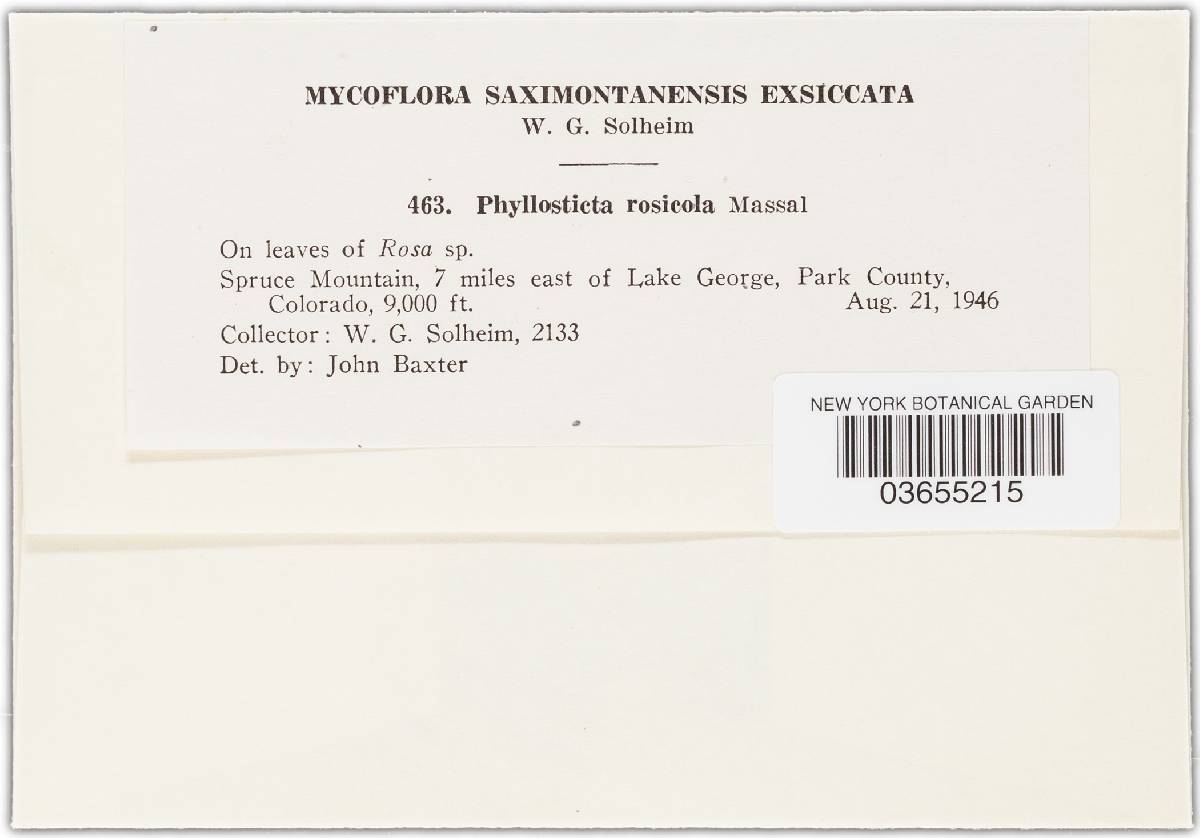 MYCOFLORA SAXIMONTANENSIS EXSICCATA
W. G. Solheim
463. Phyllosticta rosicola Massal
On leaves of Rosa sp.
Spruce Mountain, 7 miles east of Lake George, Park County,
Colorado, 9,000 ft. Aug. 21, 1946
Collector: W. G. Solheim, 2133
Det. by: John Baxter
NEW YORK BOTANICAL GARDEN
03655215